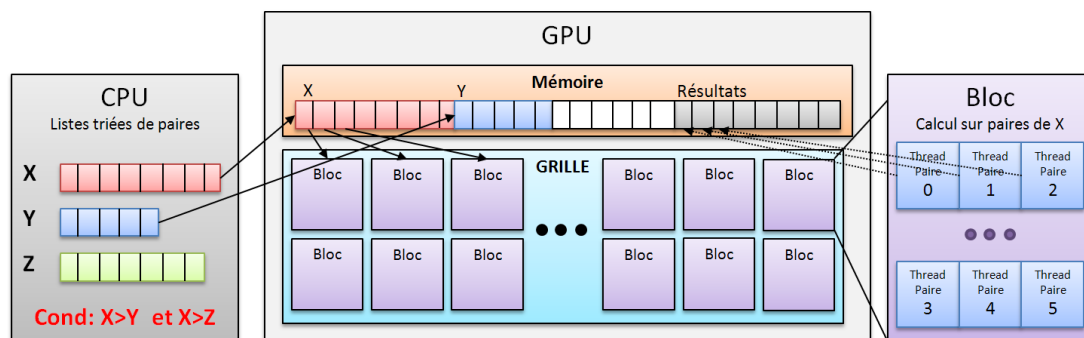 CPU
Listes triées de paires
X
Y
Z
Cond: X>Y et X>Z
GPU
Mémoire
X Y Résultats
GRILLE
Bloc Bloc Bloc Bloc Bloc Bloc
Bloc Bloc Bloc Bloc Bloc Bloc
Bloc
Calcul sur paires de X
Thread Thread Thread
Paire Paire Paire
0 1 2
Thread Thread Thread
Paire Paire Paire
3 4 5